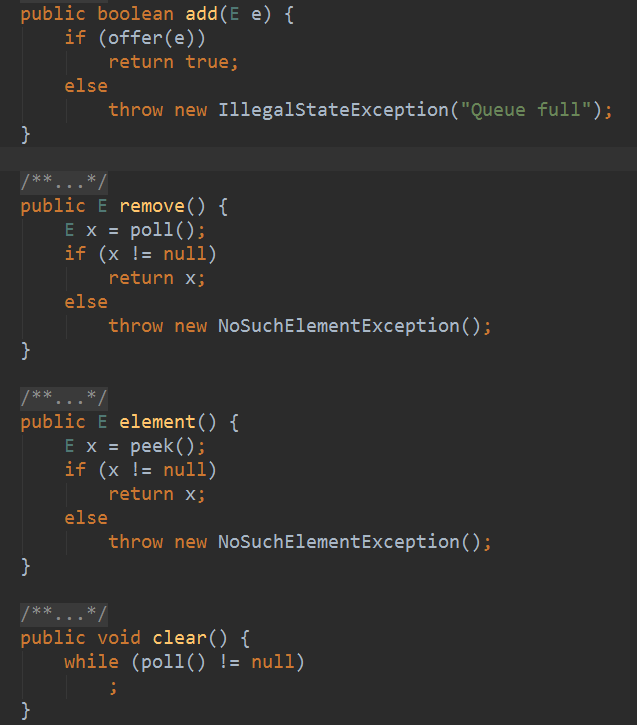 public boolean add(E e) {
    if (offer(e))
        return true;
    else
        throw new IllegalStateException("Queue full");
}
/**...*/
public E remove() {
    E x = poll();
    if (x != null)
        return x;
    else
        throw new NoSuchElementException();
}
/**...*/
public E element() {
    E x = peek();
    if (x != null)
        return x;
    else
        throw new NoSuchElementException();
}
/**...*/
public void clear() {
    while (poll() != null)
        ;
}